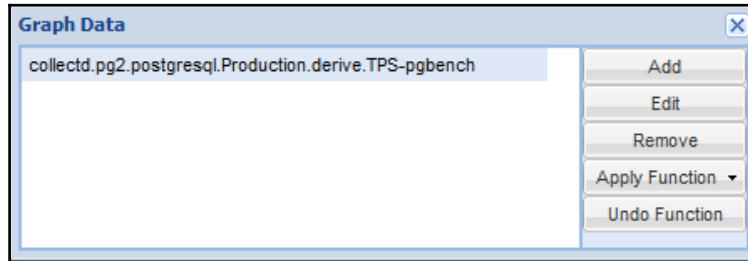 Graph Data
collectd.pg2.postgresql.Production.derive.TPS-pgbench
Add
Edit
Remove
Apply Function
Undo Function